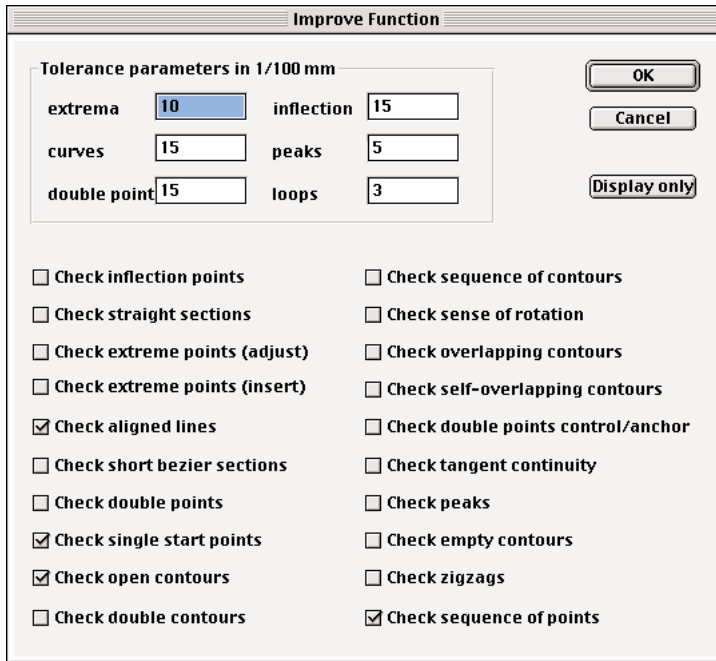 Improve Function
Tolerance parameters in 1/100 mm
extrema 10 inflection 15
curves 15 peaks 5
double point 15 loops 3
OK
Cancel
Display only
Check inflection points
Check straight sections
Check extreme points (adjust)
Check extreme points (insert)
Check aligned lines
Check short bezier sections
Check double points
Check single start points
Check open contours
Check double contours
Check sequence of contours
Check sense of rotation
Check overlapping contours
Check self-overlapping contours
Check double points control/anchor
Check tangent continuity
Check peaks
Check empty contours
Check zigzags
Check sequence of points